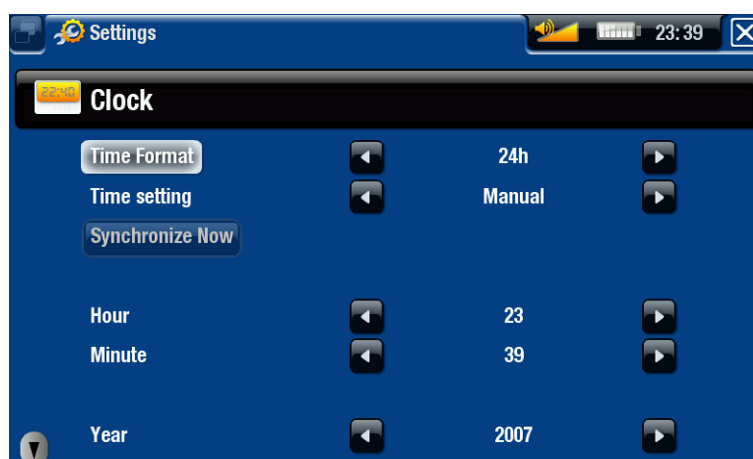 Settings 23:39
22:40 Clock
Time Format 24h
Time setting Manual
Synchronize Now
Hour 23
Minute 39
Year 2007